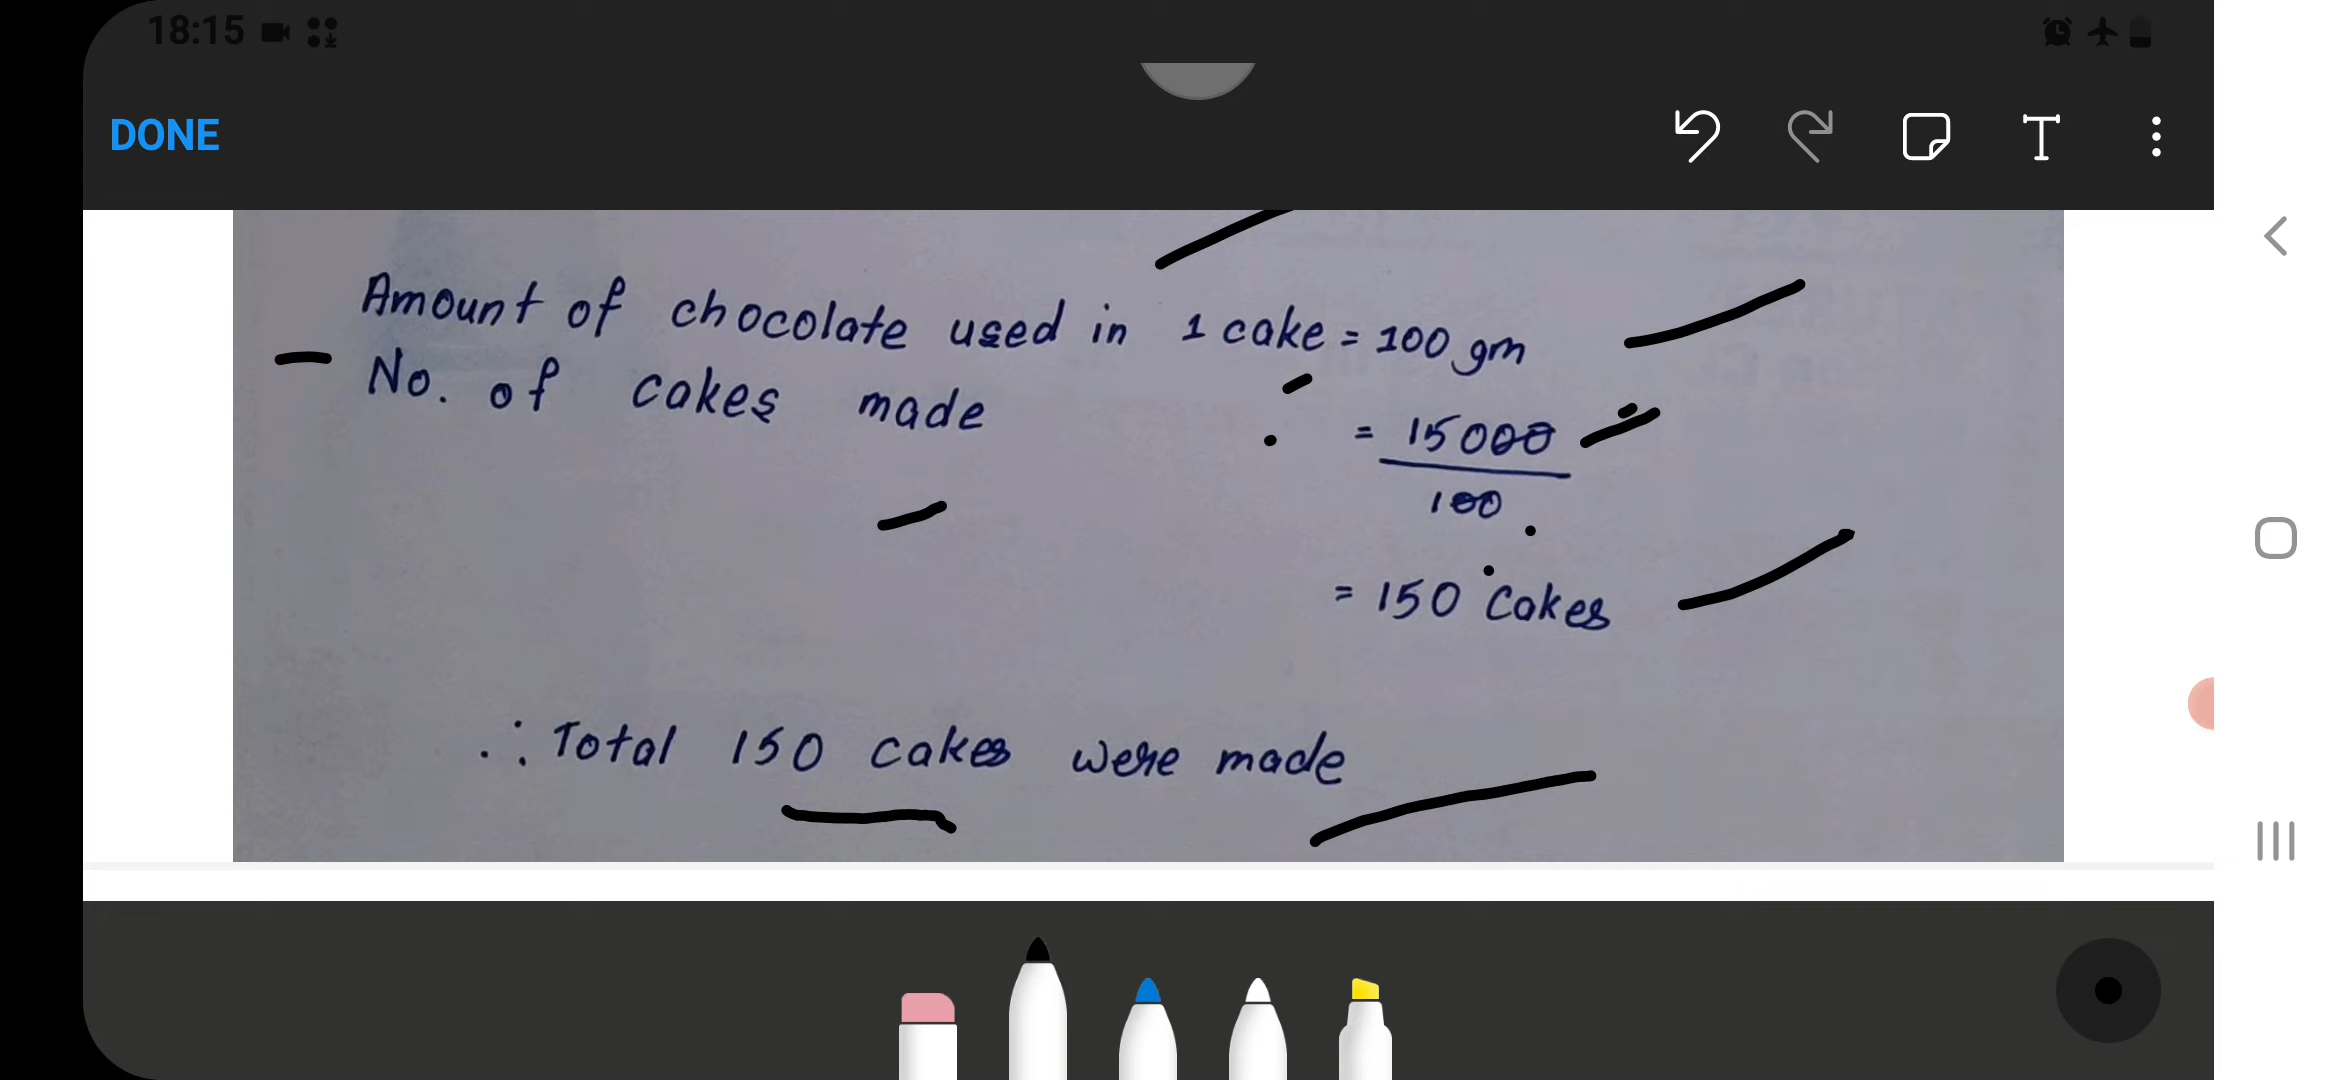 18:15
DONE
Amount of chocolate used in 1 cake = 100 gm
No. of cakes made = 15000
100
= 150 Cakes
∴ Total 150 cakes were made